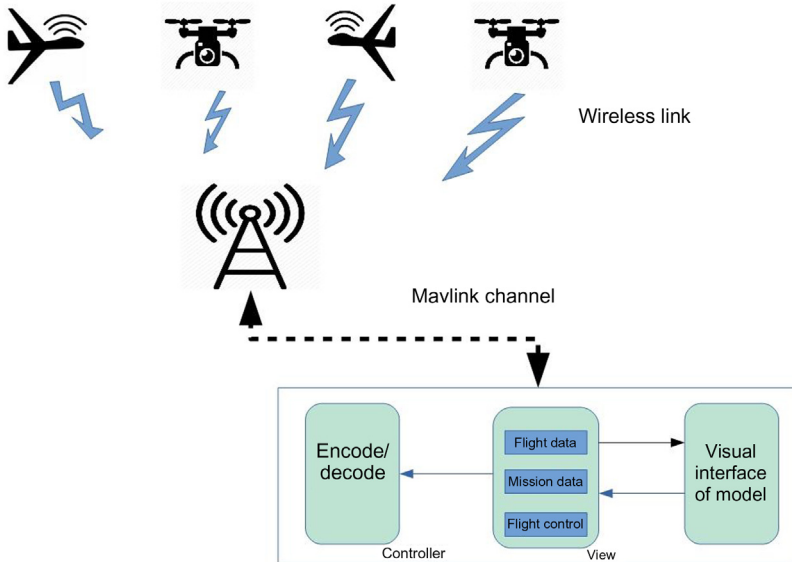 Wireless link
Mavlink channel
Encode/
decode
Controller
Flight data
Mission data
Flight control
View
Visual
interface
of model